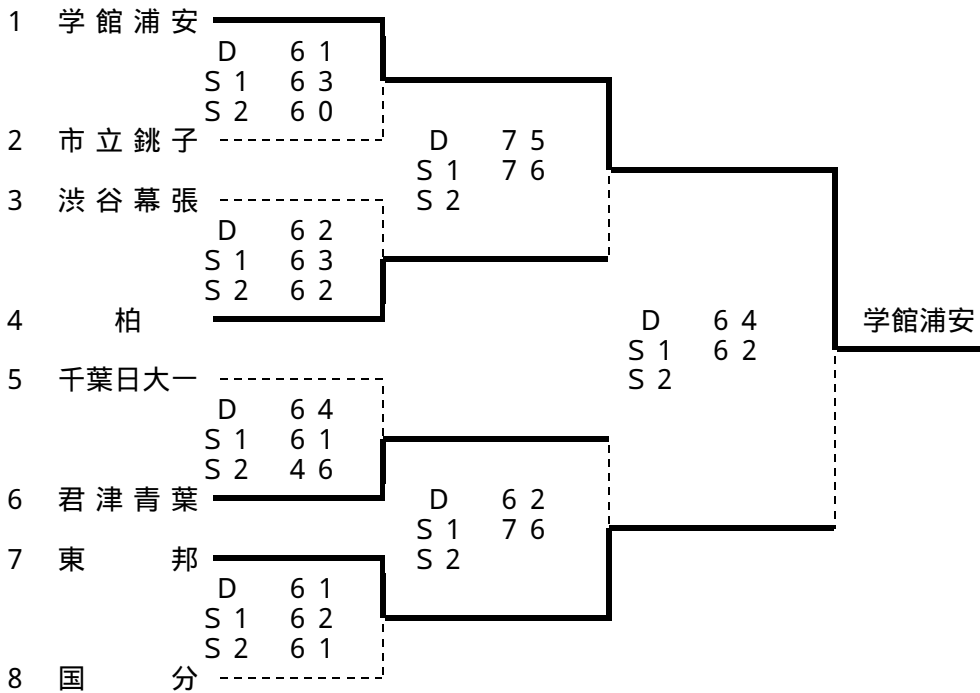 1 学館浦安
D 6 1
S 1 6 3
S 2 6 0
2 市立銚子
D 7 5
S 1 7 6
S 2
3 渋谷幕張
D 6 2
S 1 6 3
S 2 6 2
4 柏
D 6 4
S 1 6 2
S 2
学館浦安
5 千葉日大一
D 6 4
S 1 6 1
S 2 4 6
6 君津青葉
D 6 2
S 1 7 6
S 2
7 東邦
D 6 1
S 1 6 2
S 2 6 1
8 国分